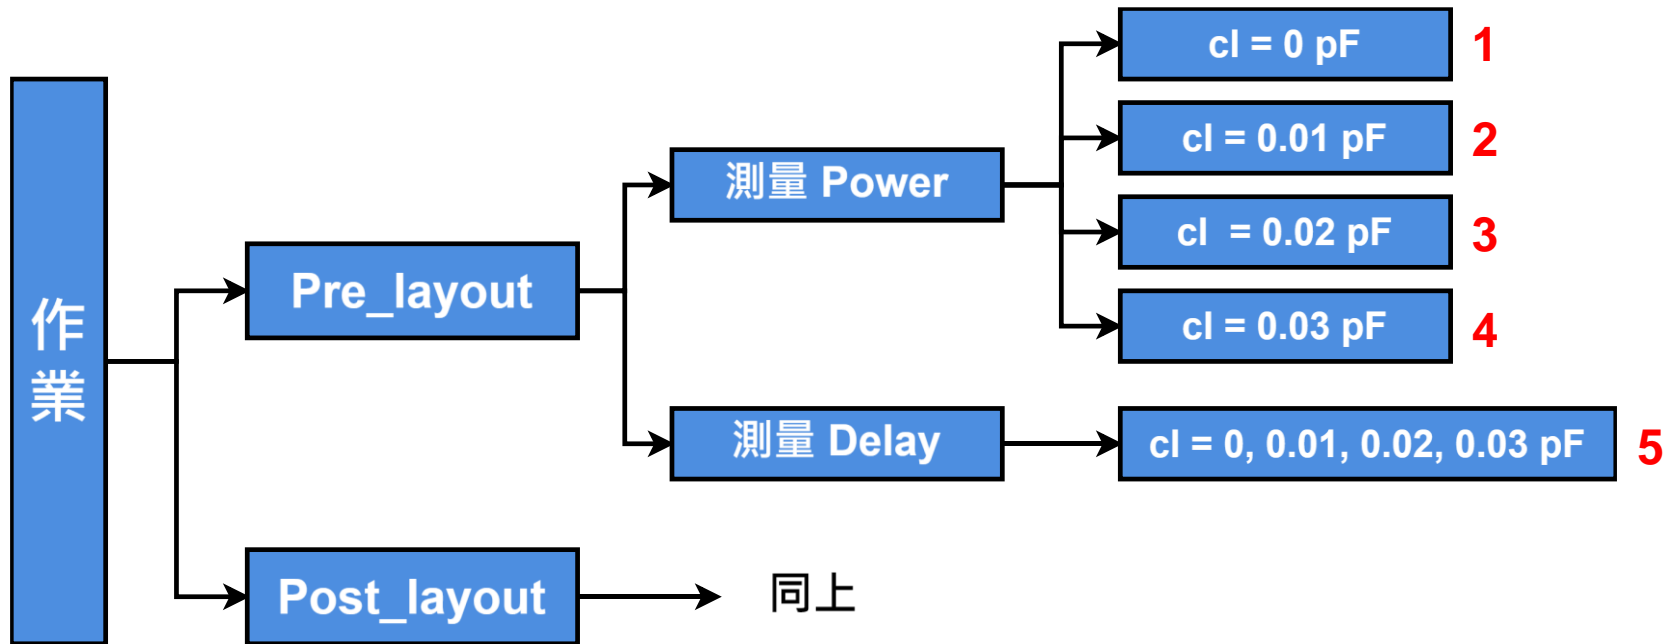 作業
Pre_layout
測量 Power
cl = 0 pF 1
cl = 0.01 pF 2
cl  = 0.02 pF 3
cl = 0.03 pF 4
測量 Delay
cl = 0, 0.01, 0.02, 0.03 pF 5
Post_layout
同上